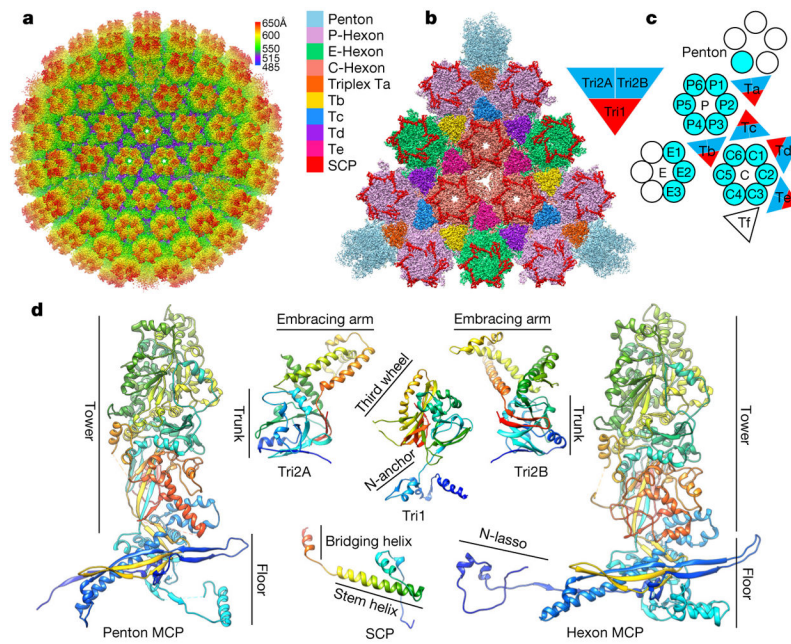 a
650Å
600
515
485
Penton
P-Hexon
E-Hexon
C-Hexon
Triplex Ta
Tb
Tc
Td
Te
SCP
b
Tri2A Tri2B
Tri1
c
Penton
Ta
P6 P1
P5 P P2
P4 P3
Tc
Tb
Td
E1
E E2
E3
C6 C1
C5 C C2
C4 C3
Te
Tf
d
Tower
Floor
Penton MCP
Embracing arm
Trunk
Tri2A
Third wheel
N-anchor
Tri1
Embracing arm
Trunk
Tri2B
Bridging helix
Stem helix
SCP
N-lasso
Tower
Floor
Hexon MCP